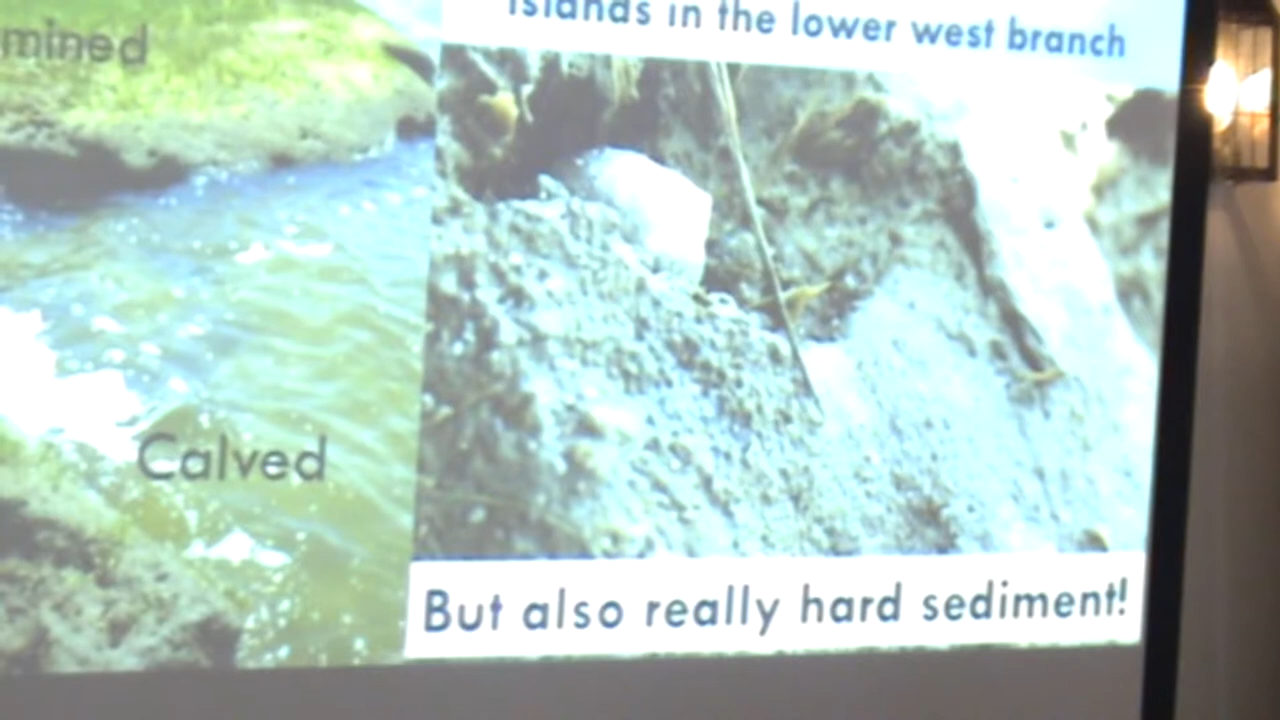 islands in the lower west branch
mined
Calved
But also really hard sediment!